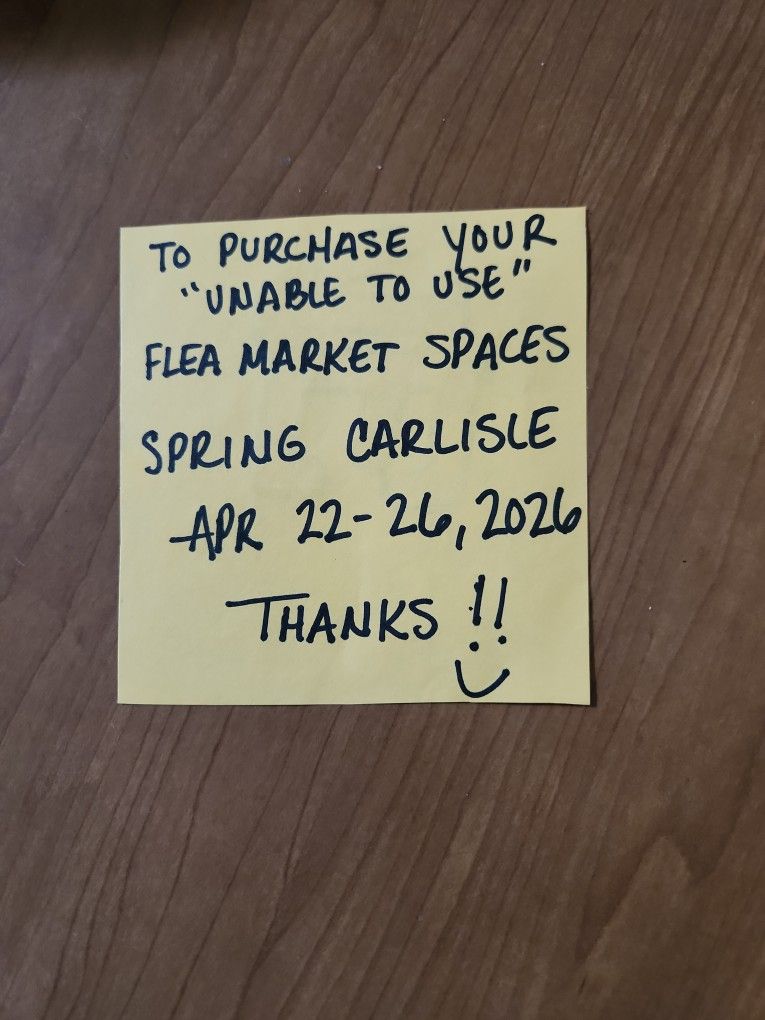 TO PURCHASE YOUR
"UNABLE TO USE"
FLEA MARKET SPACES
SPRING CARLISLE
APR 22-26, 2026
THANKS !!